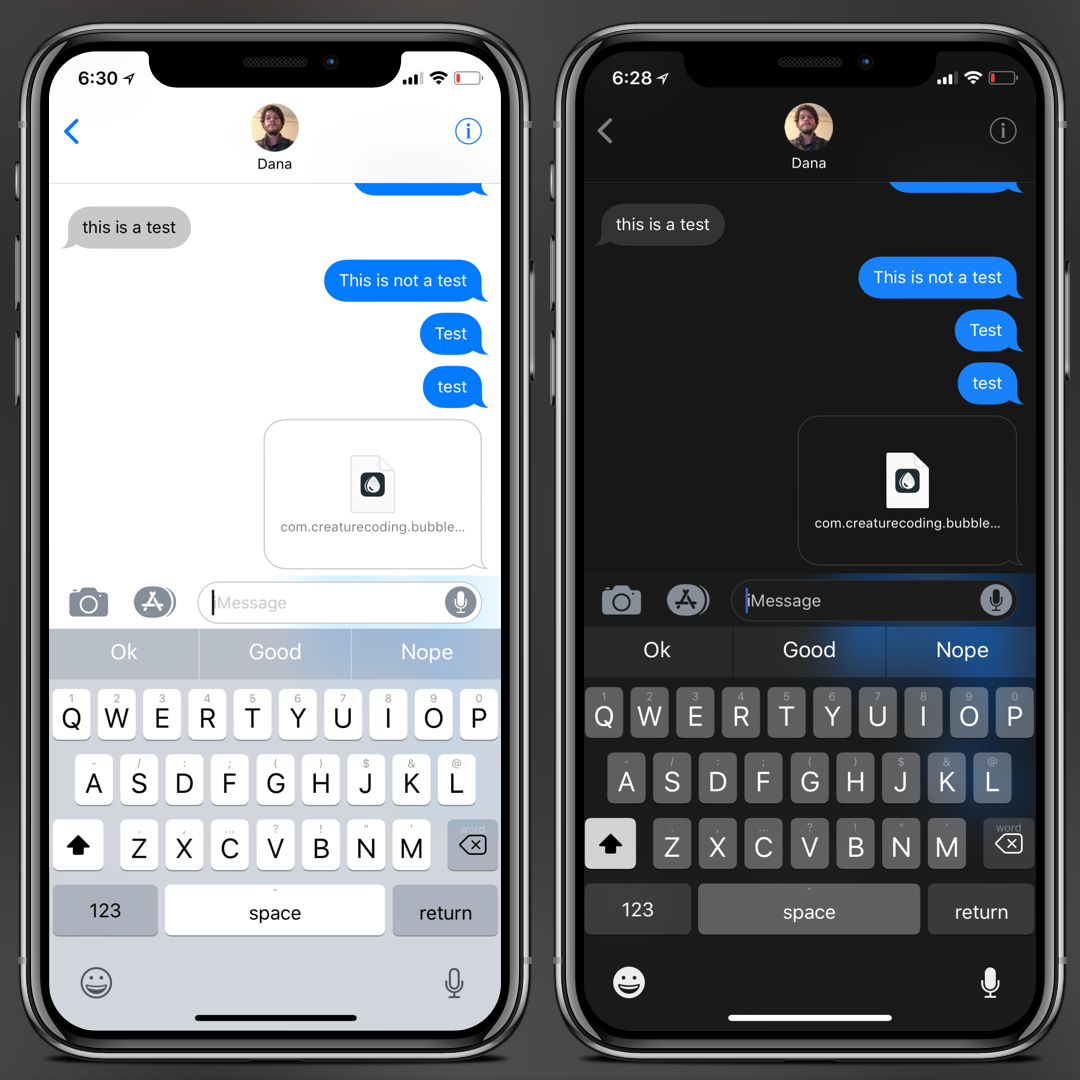 6:30
Dana
this is a test
This is not a test
Test
test
com.creaturecoding.bubble...
iMessage
Ok Good Nope
1 2 3 4 5 6 7 8 9 0
Q W E R T Y U I O P
- / : ; ( ) $ & @
A S D F G H J K L
. , ... ? ! " ' word
Z X C V B N M
123 space return
6:28
Dana
this is a test
This is not a test
Test
test
com.creaturecoding.bubble...
iMessage
Ok Good Nope
1 2 3 4 5 6 7 8 9 0
Q W E R T Y U I O P
- / : ; ( ) $ & @
A S D F G H J K L
. , ... ? ! " ' word
Z X C V B N M
123 space return